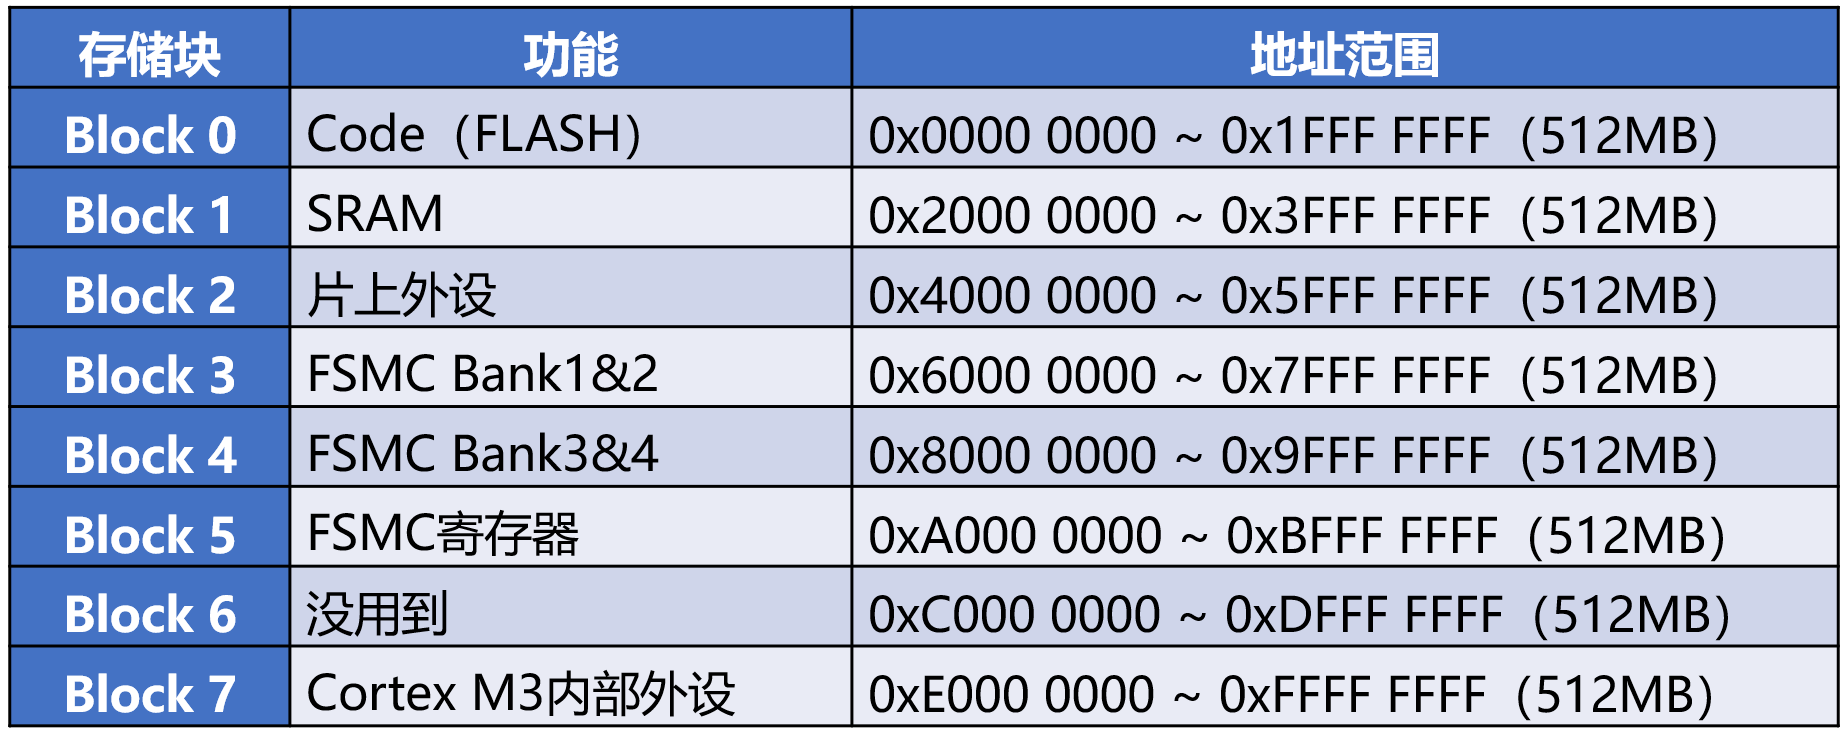 存储块 功能 地址范围
Block 0 Code（FLASH） 0x0000 0000 ~ 0x1FFF FFFF（512MB）
Block 1 SRAM 0x2000 0000 ~ 0x3FFF FFFF（512MB）
Block 2 片上外设 0x4000 0000 ~ 0x5FFF FFFF（512MB）
Block 3 FSMC Bank1&2 0x6000 0000 ~ 0x7FFF FFFF（512MB）
Block 4 FSMC Bank3&4 0x8000 0000 ~ 0x9FFF FFFF（512MB）
Block 5 FSMC寄存器 0xA000 0000 ~ 0xBFFF FFFF（512MB）
Block 6 没用到 0xC000 0000 ~ 0xDFFF FFFF（512MB）
Block 7 Cortex M3内部外设 0xE000 0000 ~ 0xFFFF FFFF（512MB）